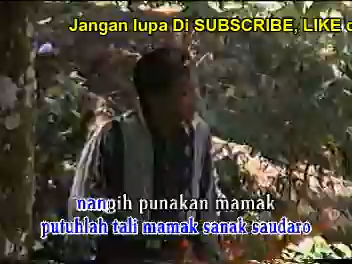 Jangan lupa Di SUBSCRIBE, LIKE
nangih punakan mamak
putuhlah tali mamak sanak saudaro